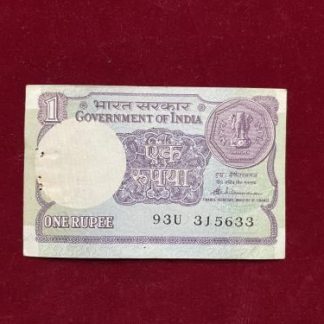 1
भारत सरकार
GOVERNMENT OF INDIA
एक
रुपया
ONE RUPEE
93U 315633